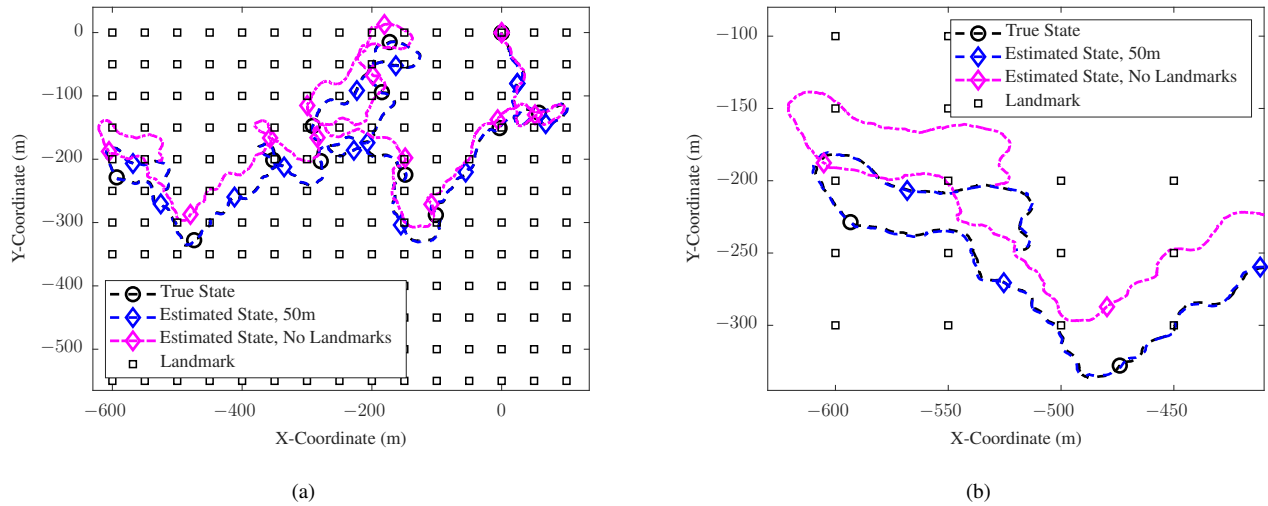 0
−100
−200
−300
−400
−500
−600
−400
−200
0
Y-Coordinate (m)
X-Coordinate (m)
True State
Estimated State, 50m
Estimated State, No Landmarks
Landmark
(a)
−100
−150
−200
−250
−300
−600
−550
−500
−450
Y-Coordinate (m)
X-Coordinate (m)
True State
Estimated State, 50m
Estimated State, No Landmarks
Landmark
(b)